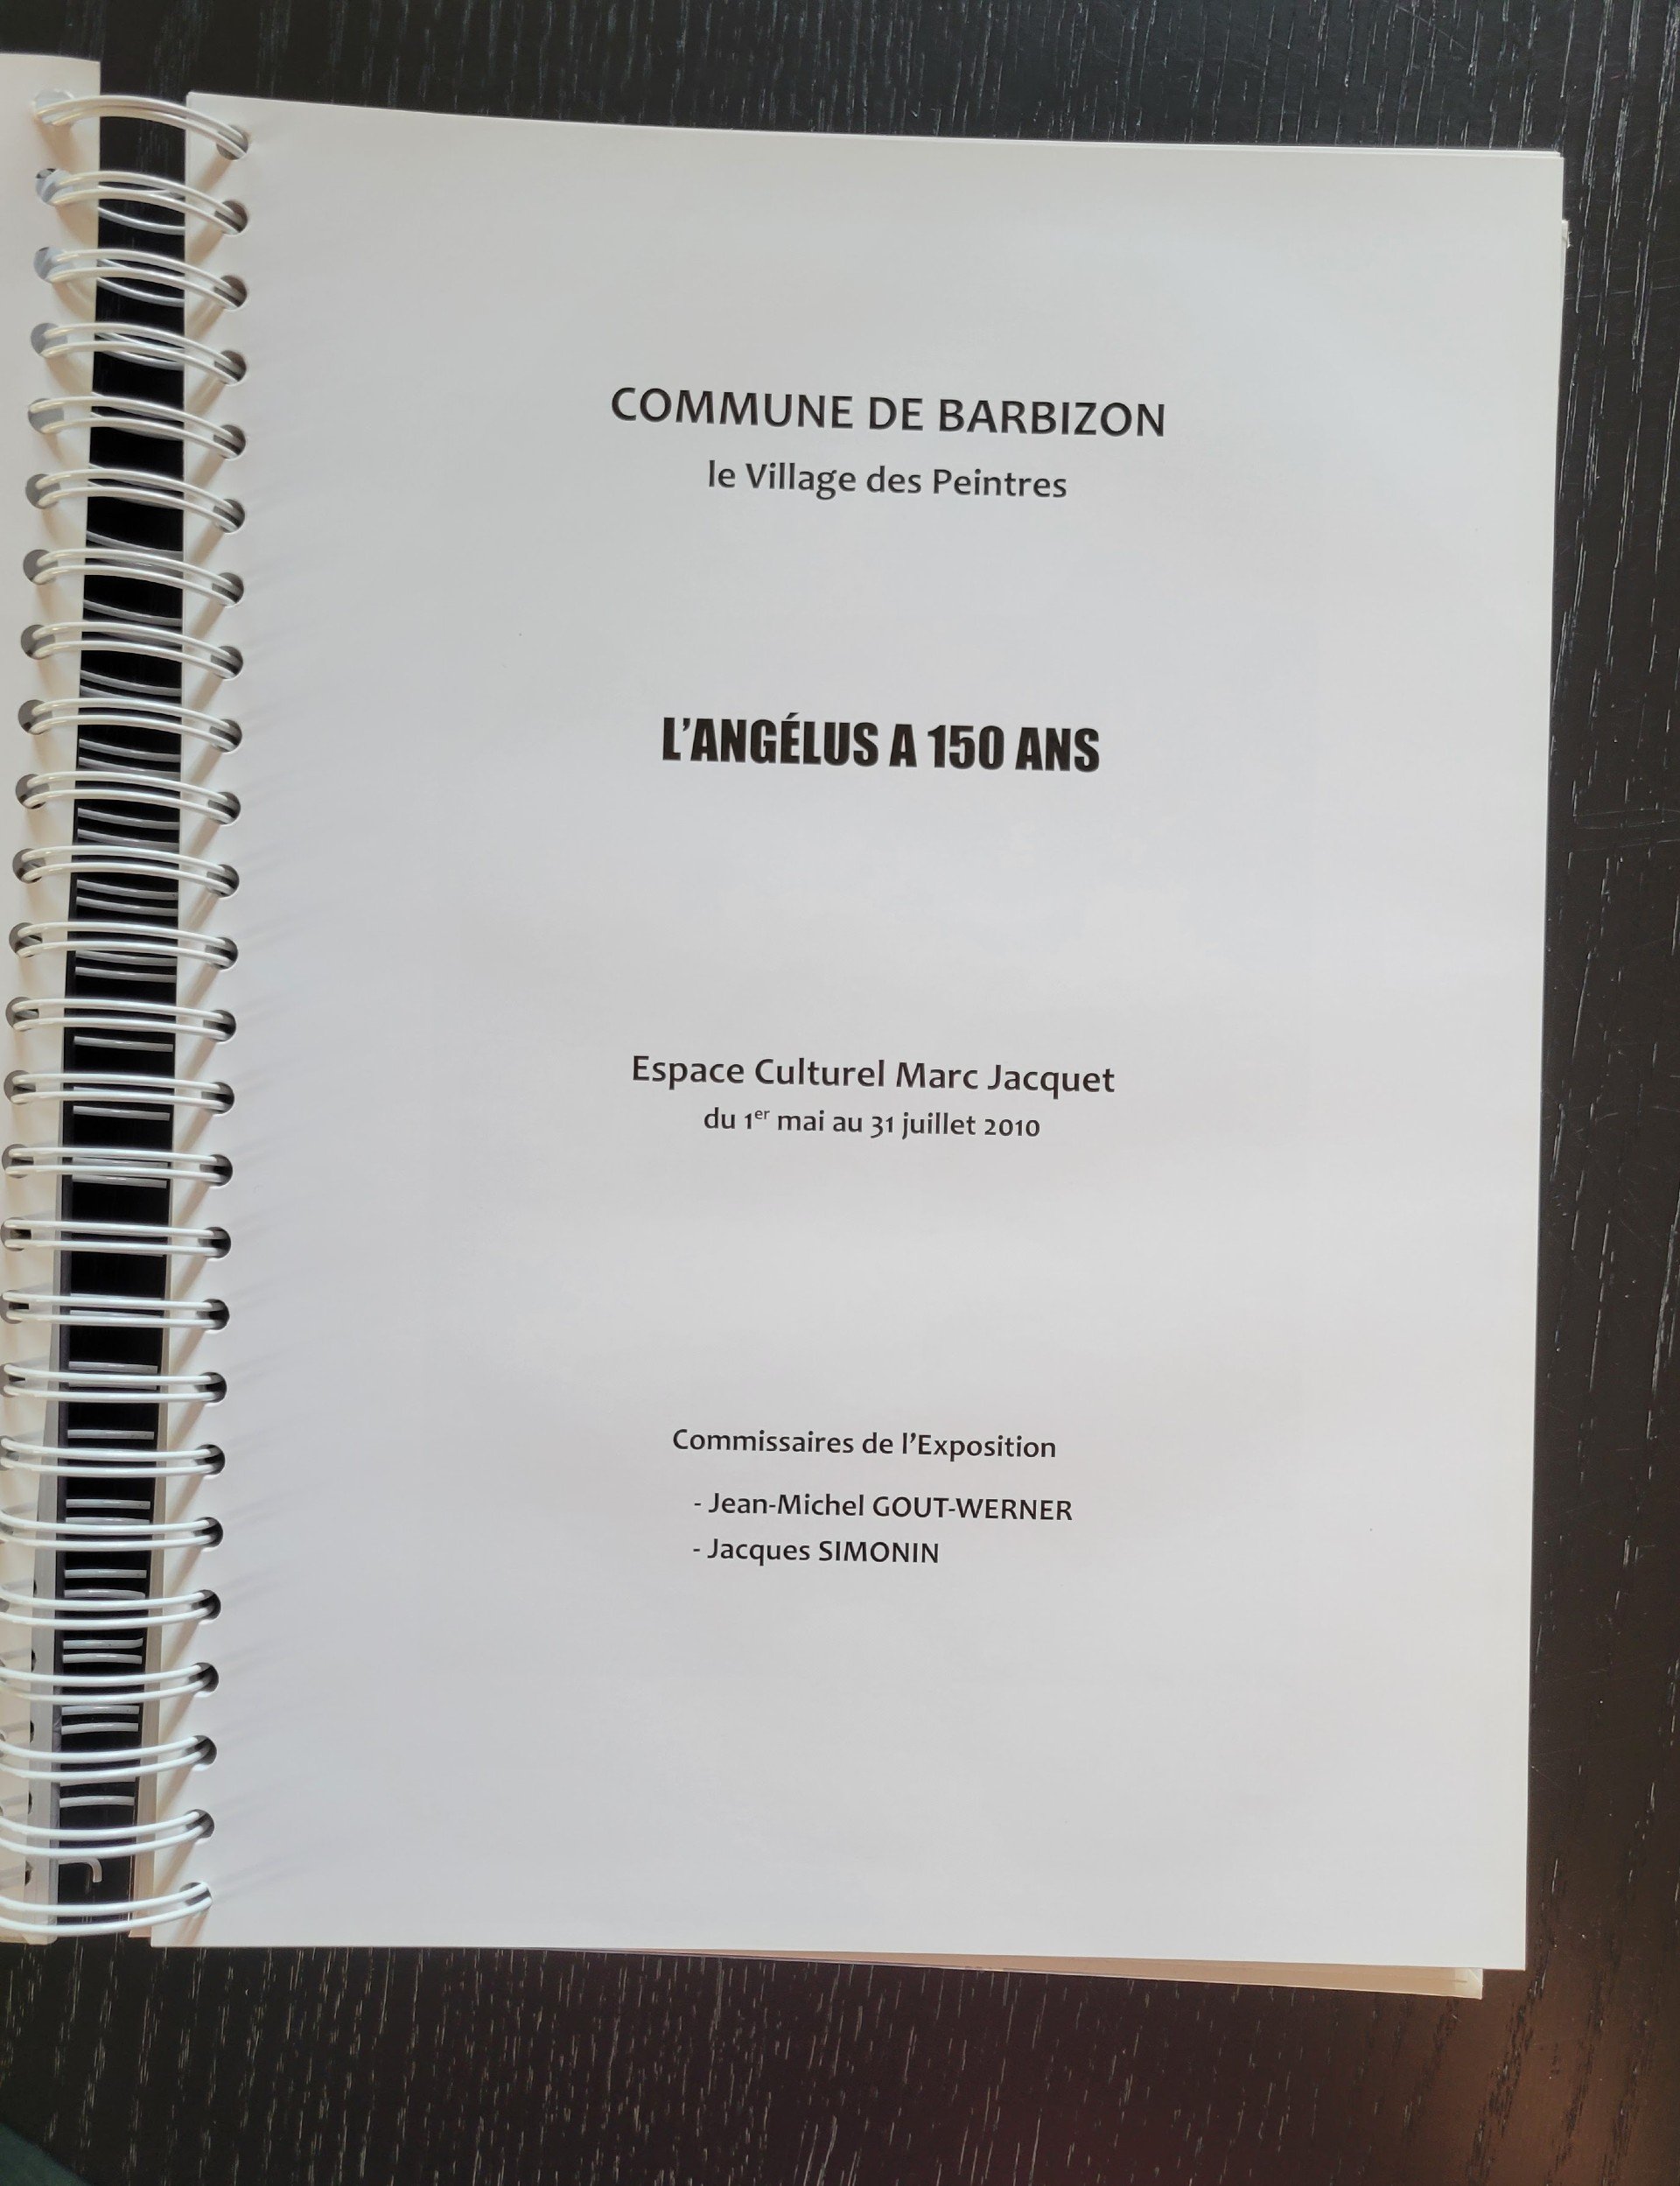 COMMUNE DE BARBIZON
le Village des Peintres
L'ANGÉLUS A 150 ANS
Espace Culturel Marc Jacquet
du 1er mai au 31 juillet 2010
Commissaires de l'Exposition
- Jean-Michel GOUT-WERNER
- Jacques SIMONIN